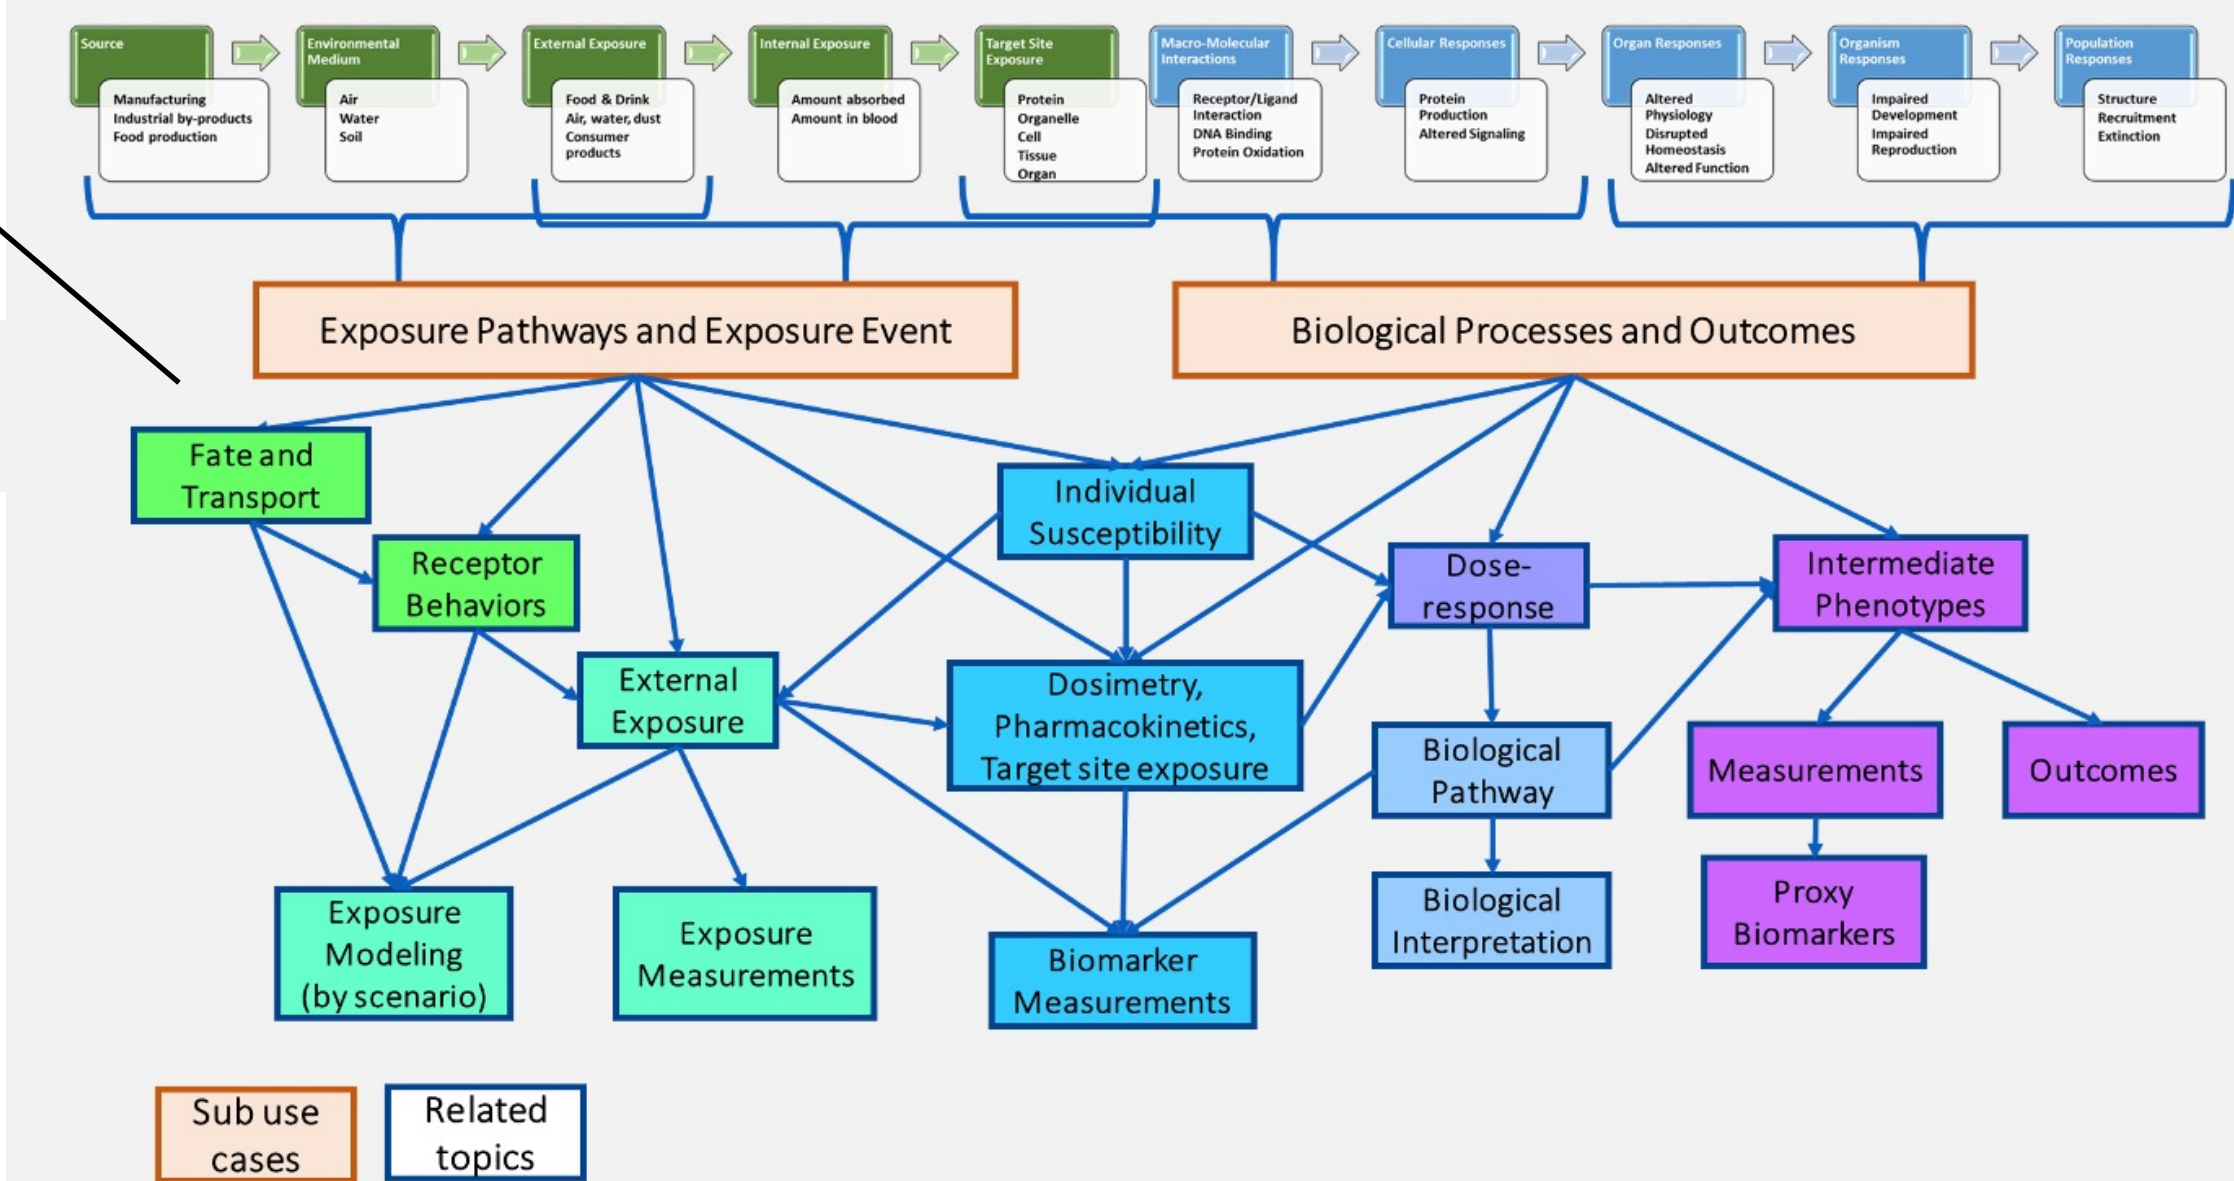 Source
Manufacturing
Industrial by-products
Food production
Environmental
Medium
Air
Water
Soil
External Exposure
Food & Drink
Air, water, dust
Consumer
products
Internal Exposure
Amount absorbed
Amount in blood
Target Site
Exposure
Protein
Organelle
Cell
Tissue
Organ
Macro-Molecular
Interactions
Receptor/Ligand
Interaction
DNA Binding
Protein Oxidation
Cellular Responses
Protein
Production
Altered Signaling
Organ Responses
Altered
Physiology
Disrupted
Homeostasis
Altered Function
Organism
Responses
Impaired
Development
Impaired
Reproduction
Population
Responses
Structure
Recruitment
Extinction
Exposure Pathways and Exposure Event
Biological Processes and Outcomes
Fate and
Transport
Receptor
Behaviors
External
Exposure
Individual
Susceptibility
Dosimetry,
Pharmacokinetics,
Target site exposure
Dose-
response
Intermediate
Phenotypes
Biological
Pathway
Measurements
Outcomes
Exposure
Modeling
(by scenario)
Exposure
Measurements
Biomarker
Measurements
Biological
Interpretation
Proxy
Biomarkers
Sub use
cases
Related
topics